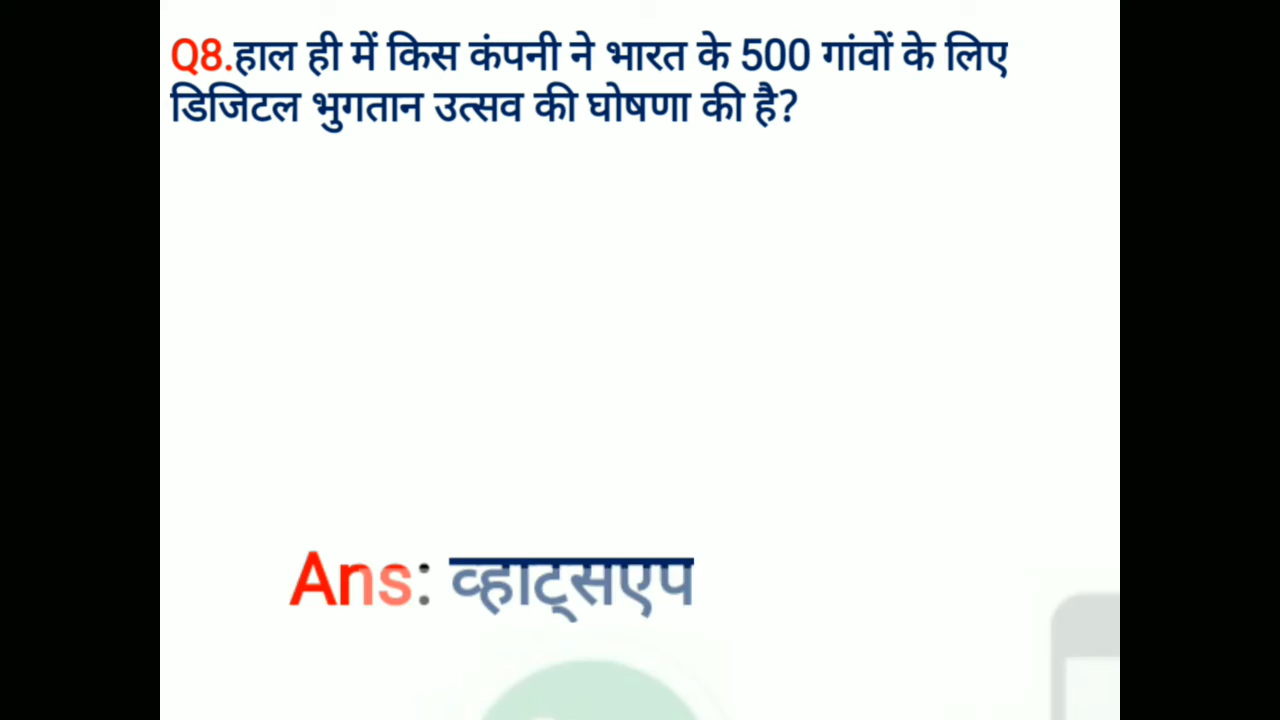 Q8.हाल ही में किस कंपनी ने भारत के 500 गांवों के लिए
डिजिटल भुगतान उत्सव की घोषणा की है?
Ans: व्हाट्सएप